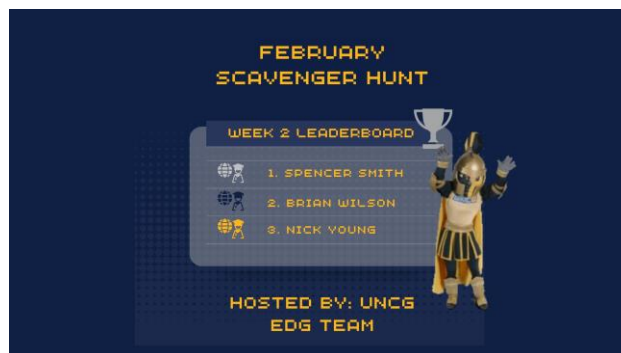 FEBRUARY
SCAVENGER HUNT
WEEK 2 LEADERBOARD
1. SPENCER SMITH
2. BRIAN WILSON
3. NICK YOUNG
HOSTED BY: UNCG
EDG TEAM